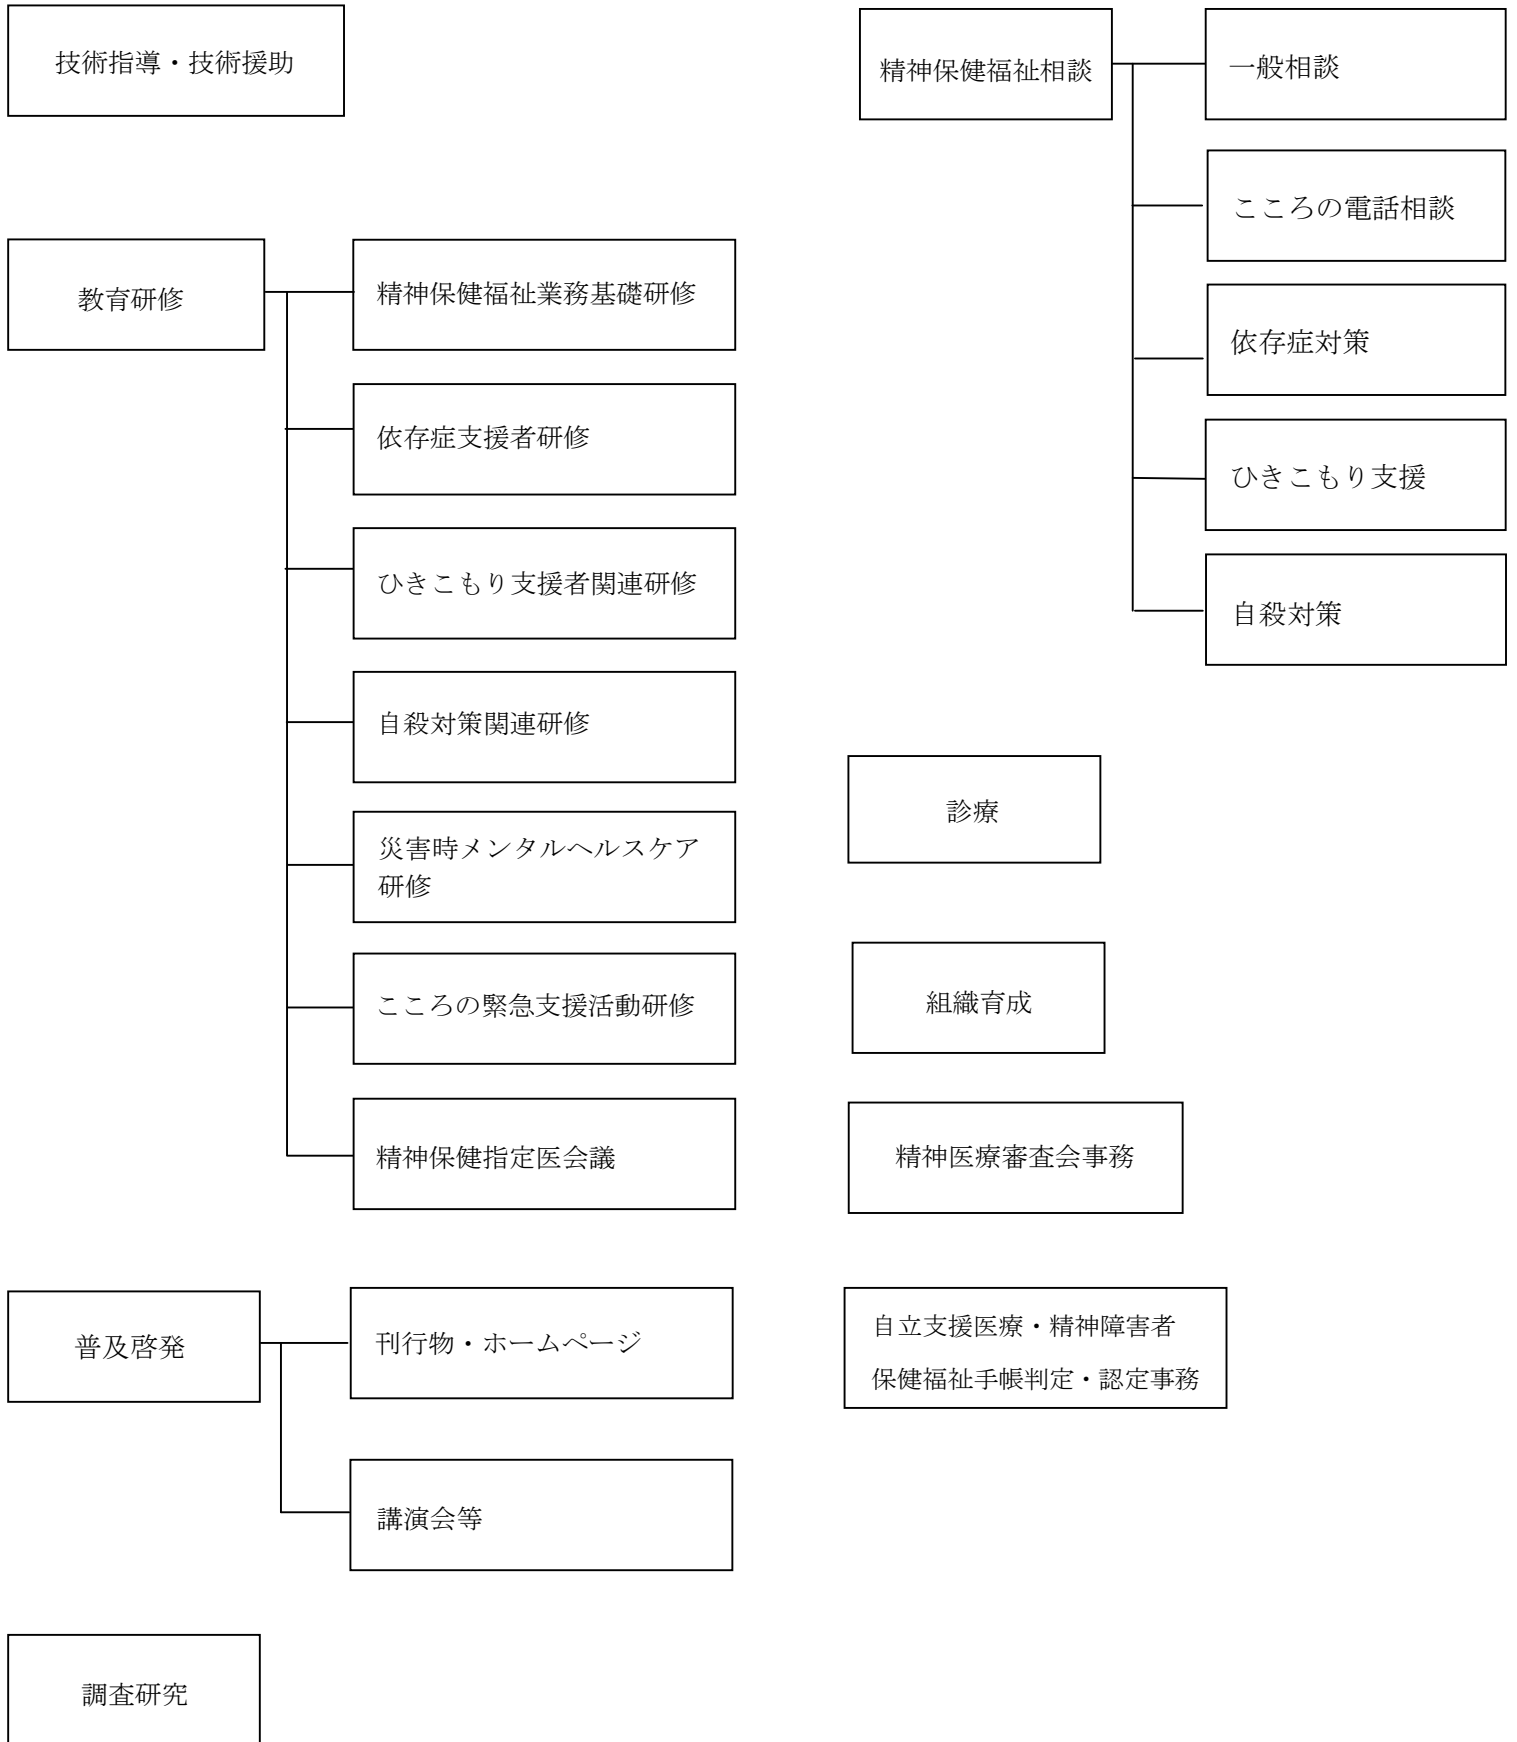 技術指導・技術援助
教育研修
精神保健福祉業務基礎研修
依存症支援者研修
ひきこもり支援者関連研修
自殺対策関連研修
災害時メンタルヘルスケア
研修
こころの緊急支援活動研修
精神保健指定医会議
普及啓発
刊行物・ホームページ
講演会等
調査研究
精神保健福祉相談
一般相談
こころの電話相談
依存症対策
ひきこもり支援
自殺対策
診療
組織育成
精神医療審査会事務
自立支援医療・精神障害者
保健福祉手帳判定・認定事務